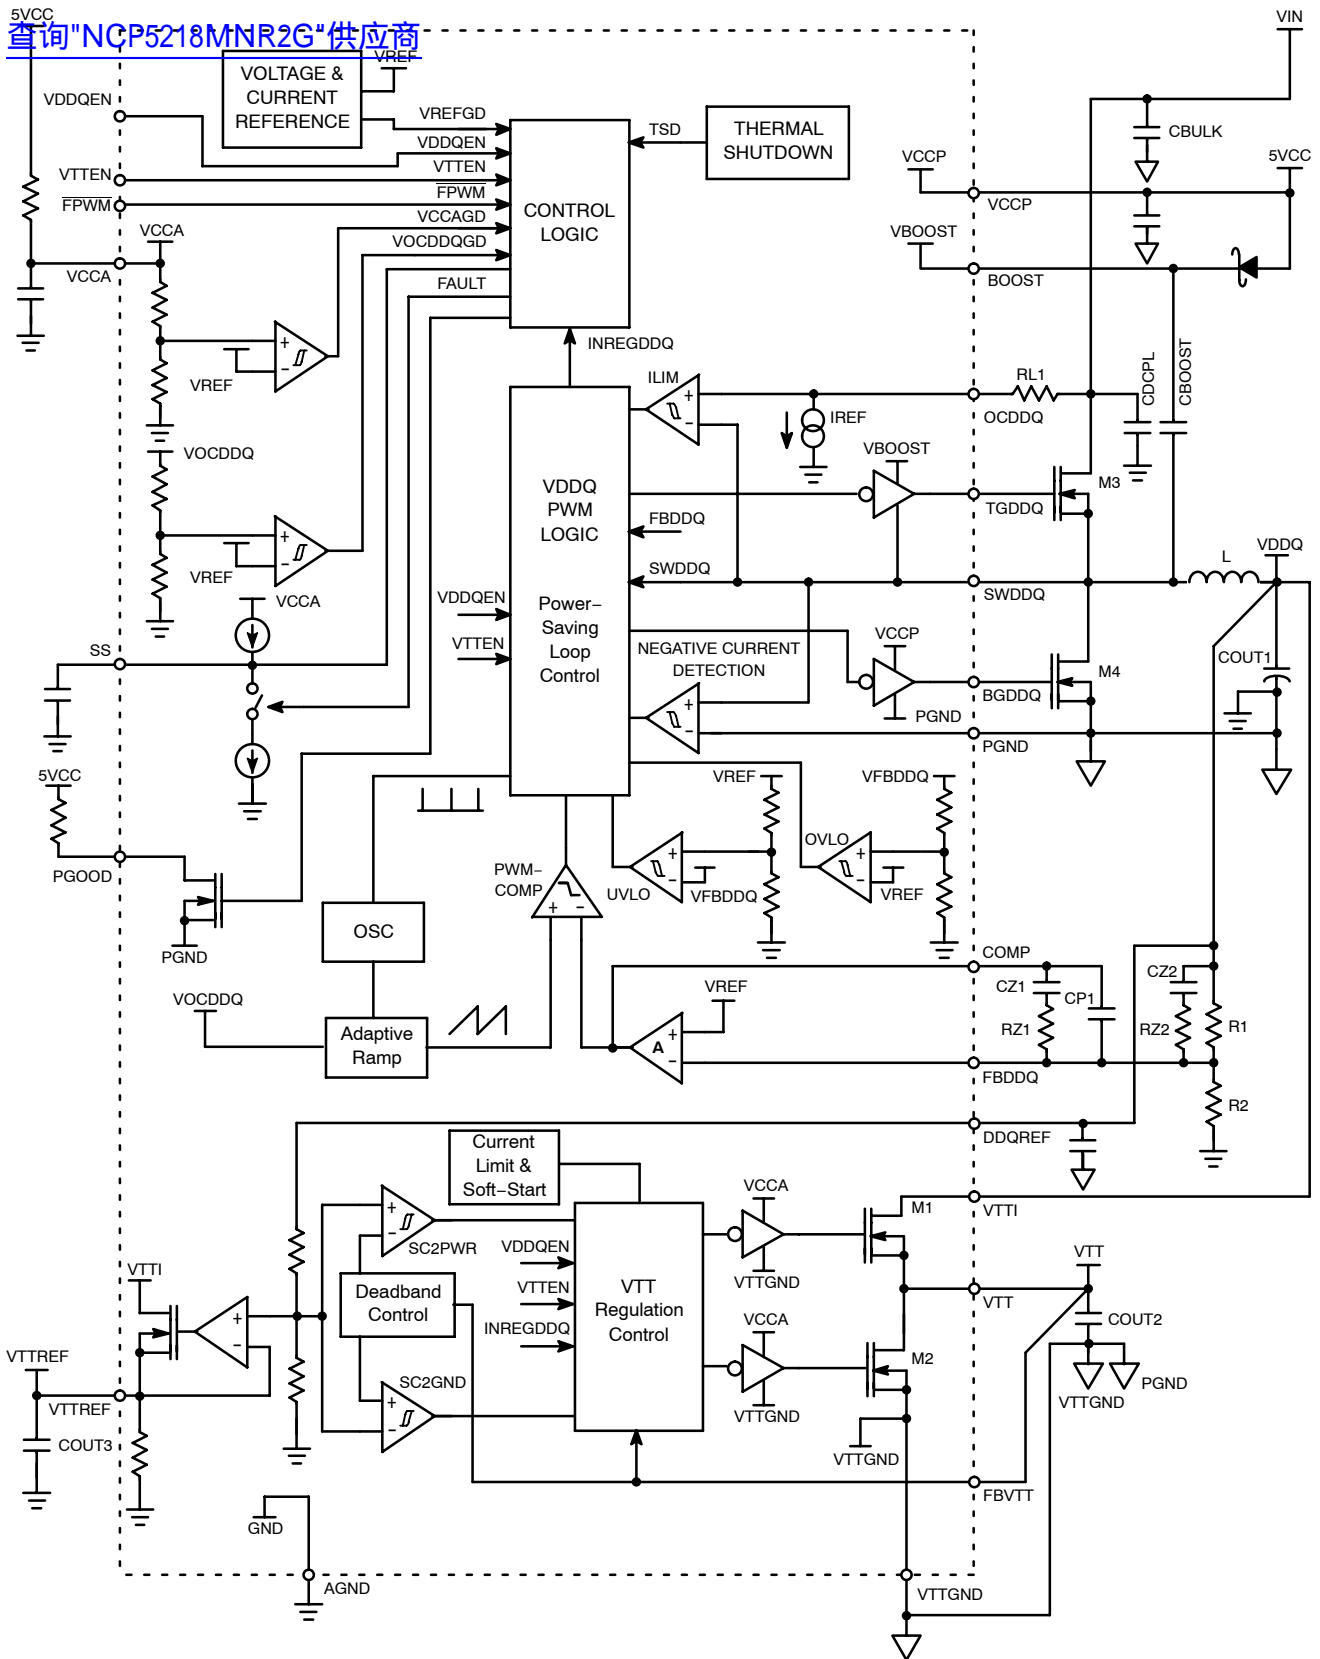 5VCC
查询"NCP5218MNR2G"供应商
VIN
VREF
VOLTAGE &
CURRENT
REFERENCE
VDDQEN
VREFGD
VDDQEN
VTTEN
FPWM
VCCAGD
VOCDDQGD
FAULT
TSD
THERMAL
SHUTDOWN
CONTROL
LOGIC
CBULK
VCCP
5VCC
VCCP
VBOOST
BOOST
VTTEN
FPWM
VCCA
VCCA
VREF
INREGDDQ
ILIM
IREF
OCDDQ
RL1
CDCPL
CBOOST
VOCDDQ
VREF
VDDQ
PWM
LOGIC
Power–
Saving
Loop
Control
FBDDQ
SWDDQ
VBOOST
TGDDQ
M3
SWDDQ
L
VDDQ
VCCA
VDDQEN
VTTEN
NEGATIVE CURRENT
DETECTION
VCCP
PGND
BGDDQ
M4
COUT1
PGND
SS
5VCC
PGOOD
PGND
VREF
VFBDDQ
UVLO
OVLO
VFBDDQ
VREF
PWM–
COMP
+
–
OSC
VOCDDQ
Adaptive
Ramp
VREF
A
COMP
CZ1
CP1
RZ1
CZ2
RZ2
R1
FBDDQ
R2
DDQREF
Current
Limit &
Soft–Start
VTTI
VCCA
M1
VTTGND
SC2PWR
VDDQEN
VTTEN
INREGDDQ
VTT
Regulation
Control
Deadband
Control
VTTI
VTT
VTT
COUT2
VTTGND
PGND
VCCA
M2
VTTGND
VTTGND
SC2GND
VTTREF
VTTREF
COUT3
FBVTT
GND
AGND
VTTGND